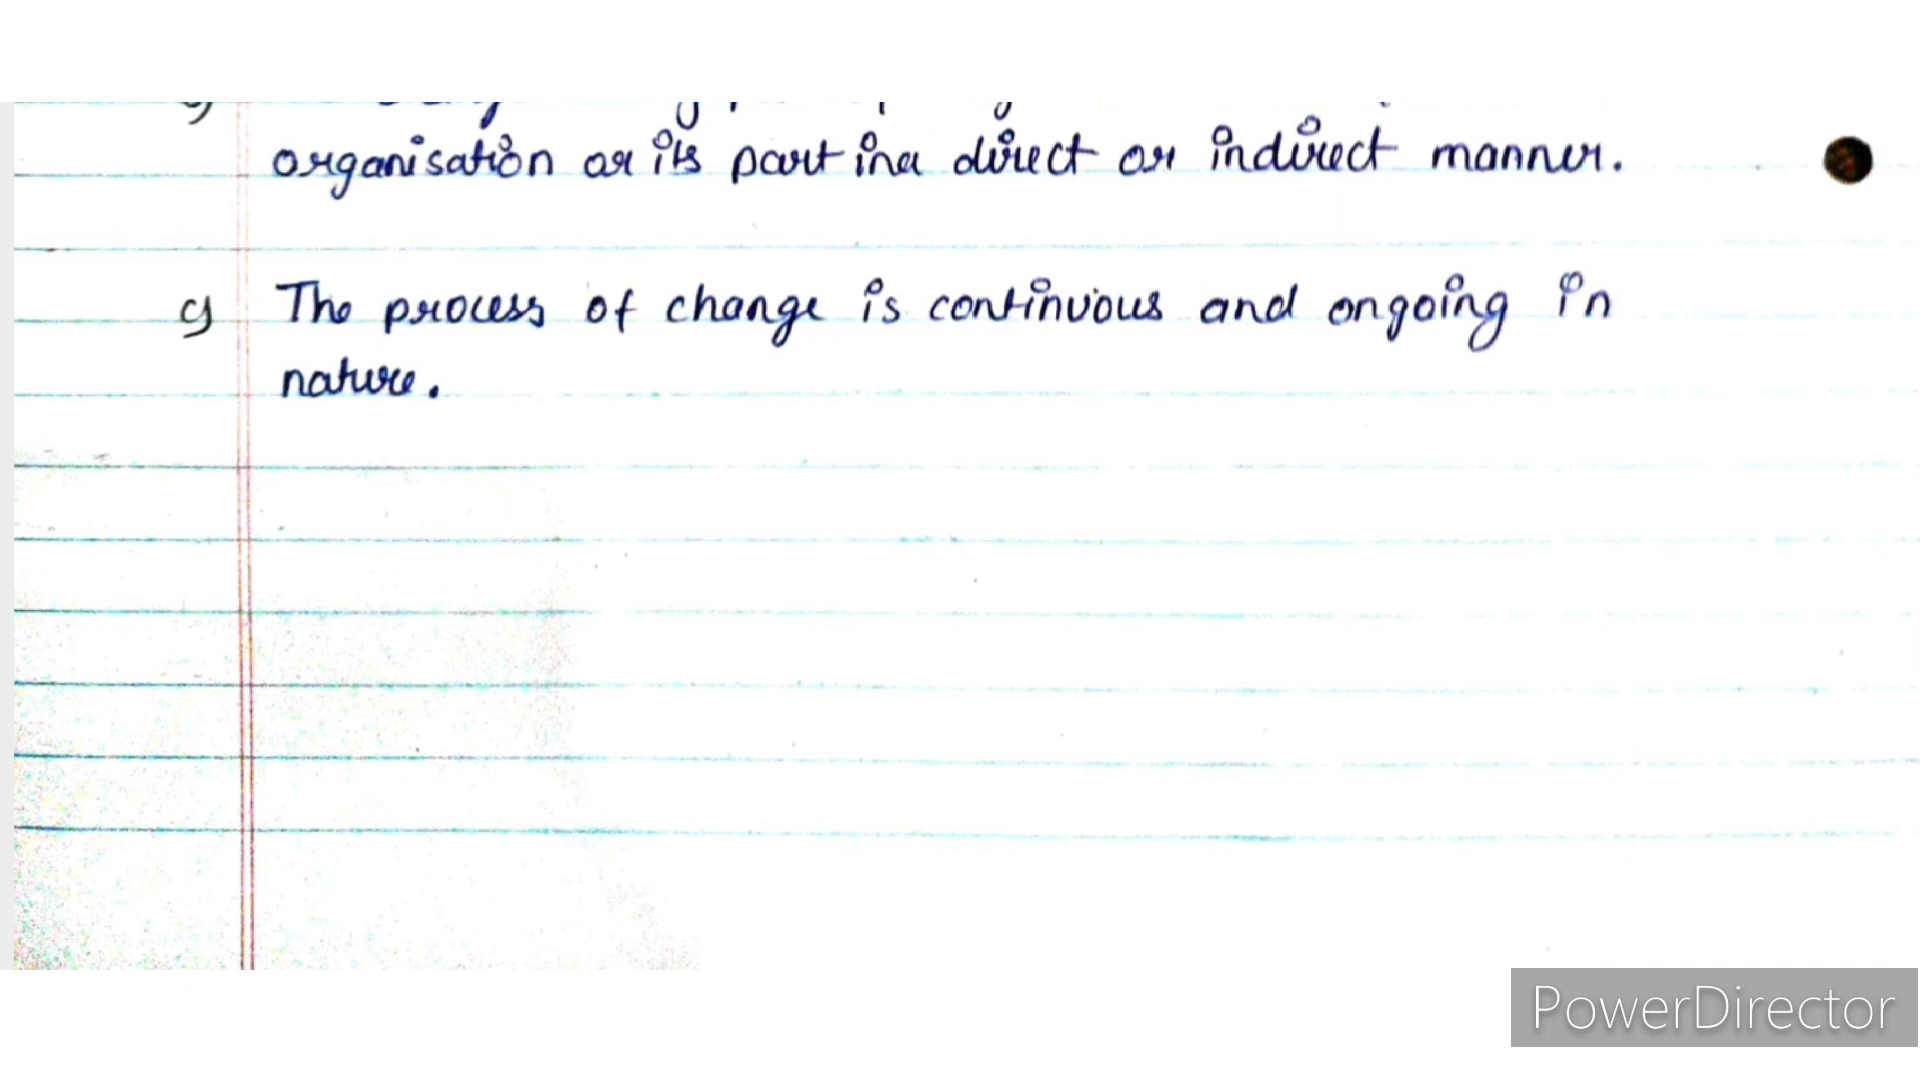 organisation or its part in a direct or indirect manner.
c) The process of change is continuous and ongoing in
nature.
PowerDirector